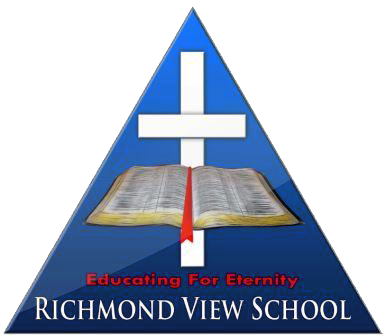 Educating For Eternity
RICHMOND VIEW SCHOOL